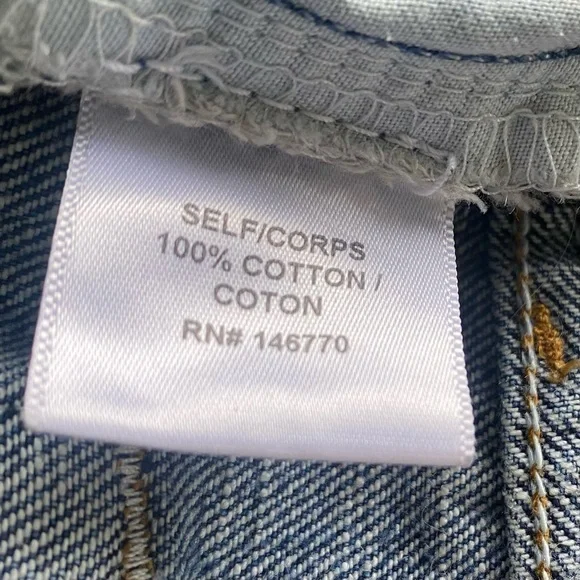 SELF/CORPS
100% COTTON /
COTON
RN# 146770